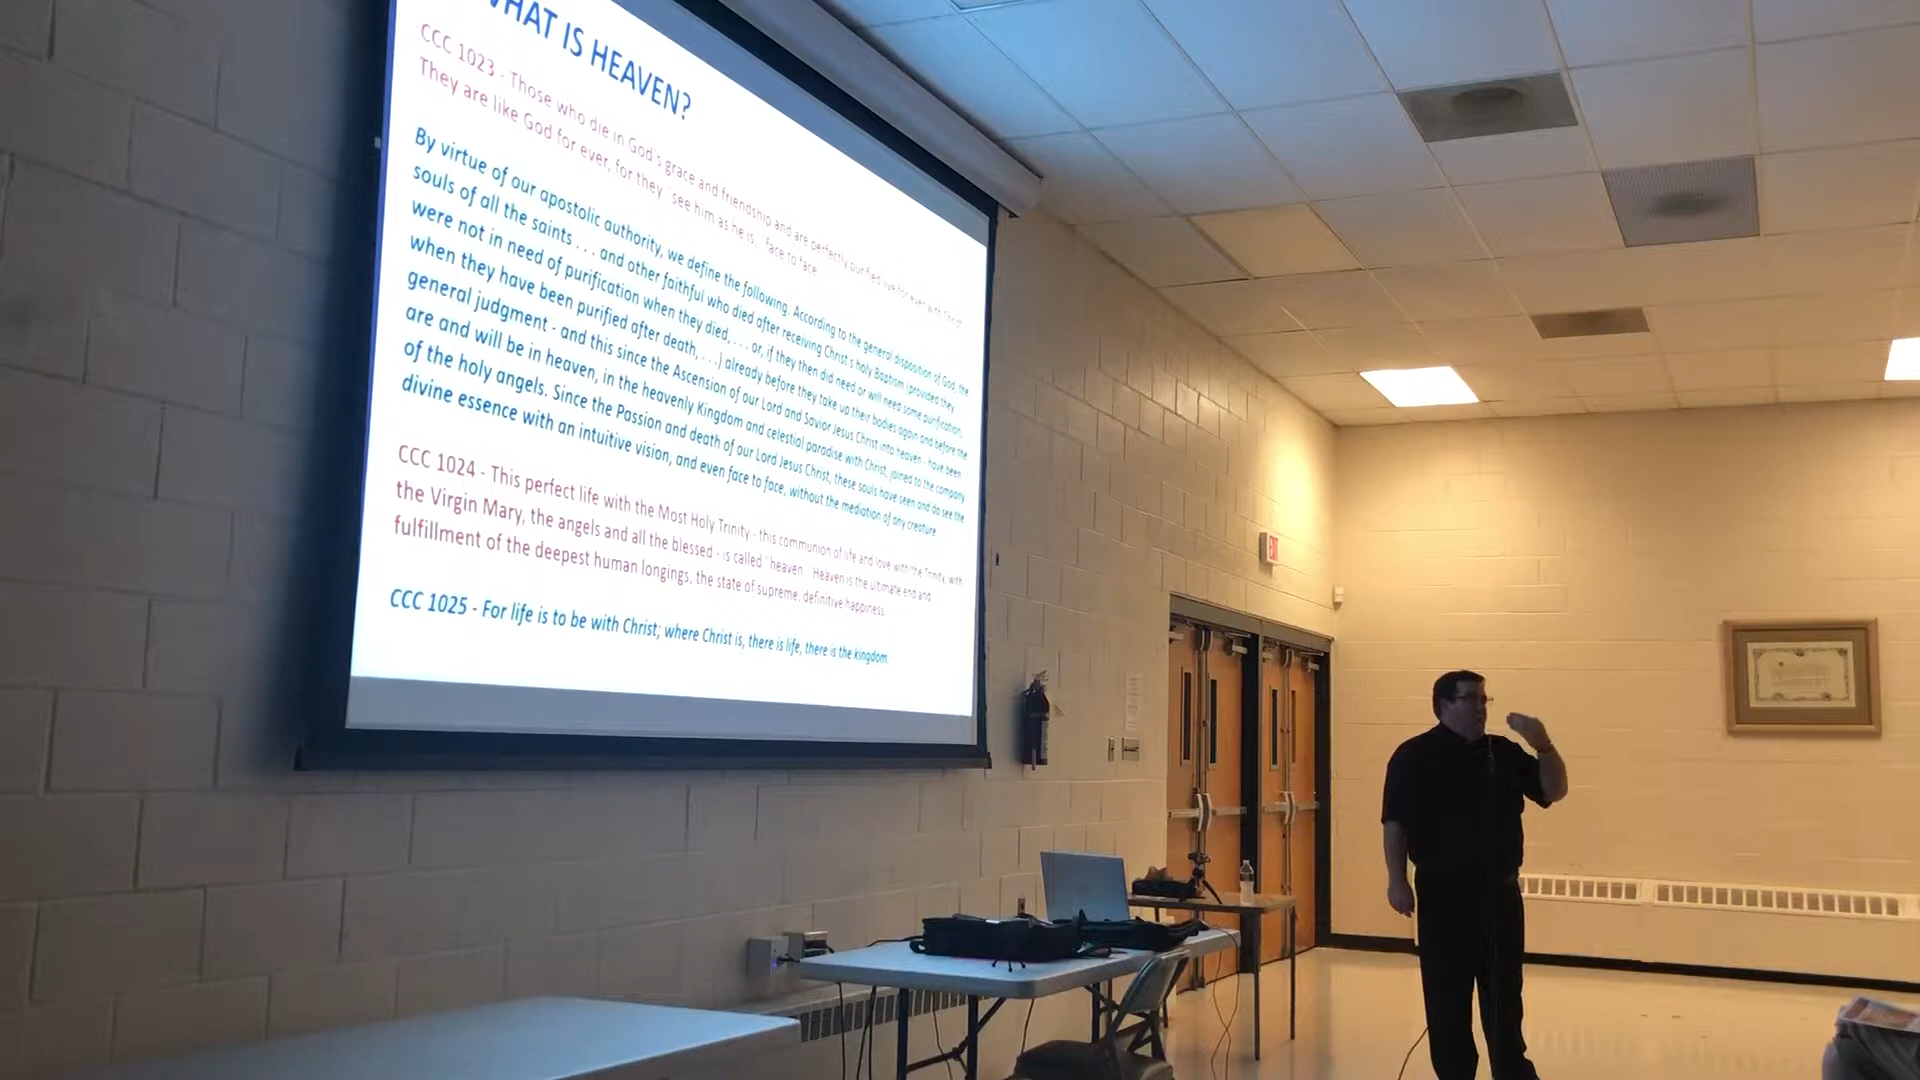 WHAT IS HEAVEN?
CCC 1023 - Those who die in God's grace and friendship and are perfectly purified live for ever with Christ.
They are like God for ever, for they "see him as he is," face to face
By virtue of our apostolic authority, we define the following: According to the general disposition of God, the
souls of all the saints . . . and other faithful who died after receiving Christ's holy Baptism (provided they
were not in need of purification when they died, . . . or, if they then did need or will need some purification,
when they have been purified after death, . . .) already before they take up their bodies again and before the
general judgment - and this since the Ascension of our Lord and Savior Jesus Christ into heaven - have been,
are and will be in heaven, in the heavenly Kingdom and celestial paradise with Christ, joined to the company
of the holy angels. Since the Passion and death of our Lord Jesus Christ, these souls have seen and do see the
divine essence with an intuitive vision, and even face to face, without the mediation of any creature
CCC 1024 - This perfect life with the Most Holy Trinity - this communion of life and love with the Trinity, with
the Virgin Mary, the angels and all the blessed - is called "heaven." Heaven is the ultimate end and
fulfillment of the deepest human longings, the state of supreme, definitive happiness
CCC 1025 - For life is to be with Christ; where Christ is, there is life, there is the kingdom.
EXIT